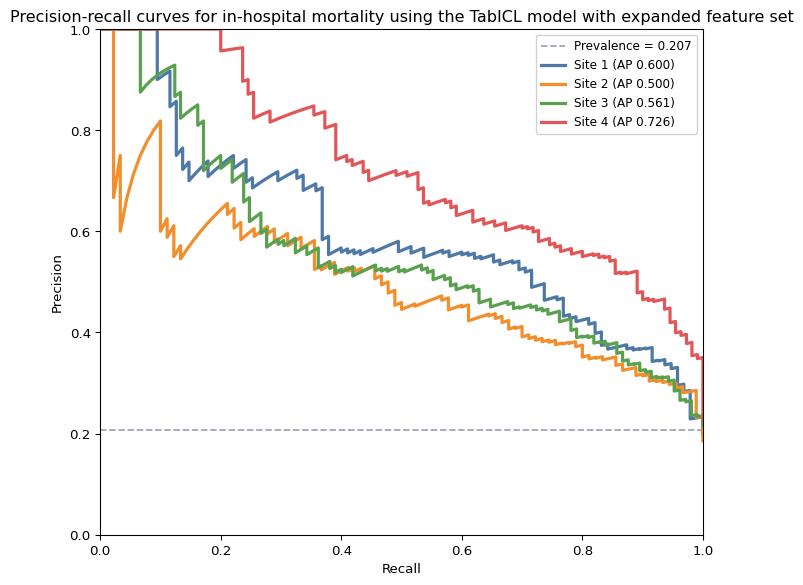 Precision-recall curves for in-hospital mortality using the TabICL model with expanded feature set
Prevalence = 0.207
Site 1 (AP 0.600)
Site 2 (AP 0.500)
Site 3 (AP 0.561)
Site 4 (AP 0.726)
Precision
1.0
0.8
0.6
0.4
0.2
0.0
0.0 0.2 0.4 0.6 0.8 1.0
Recall